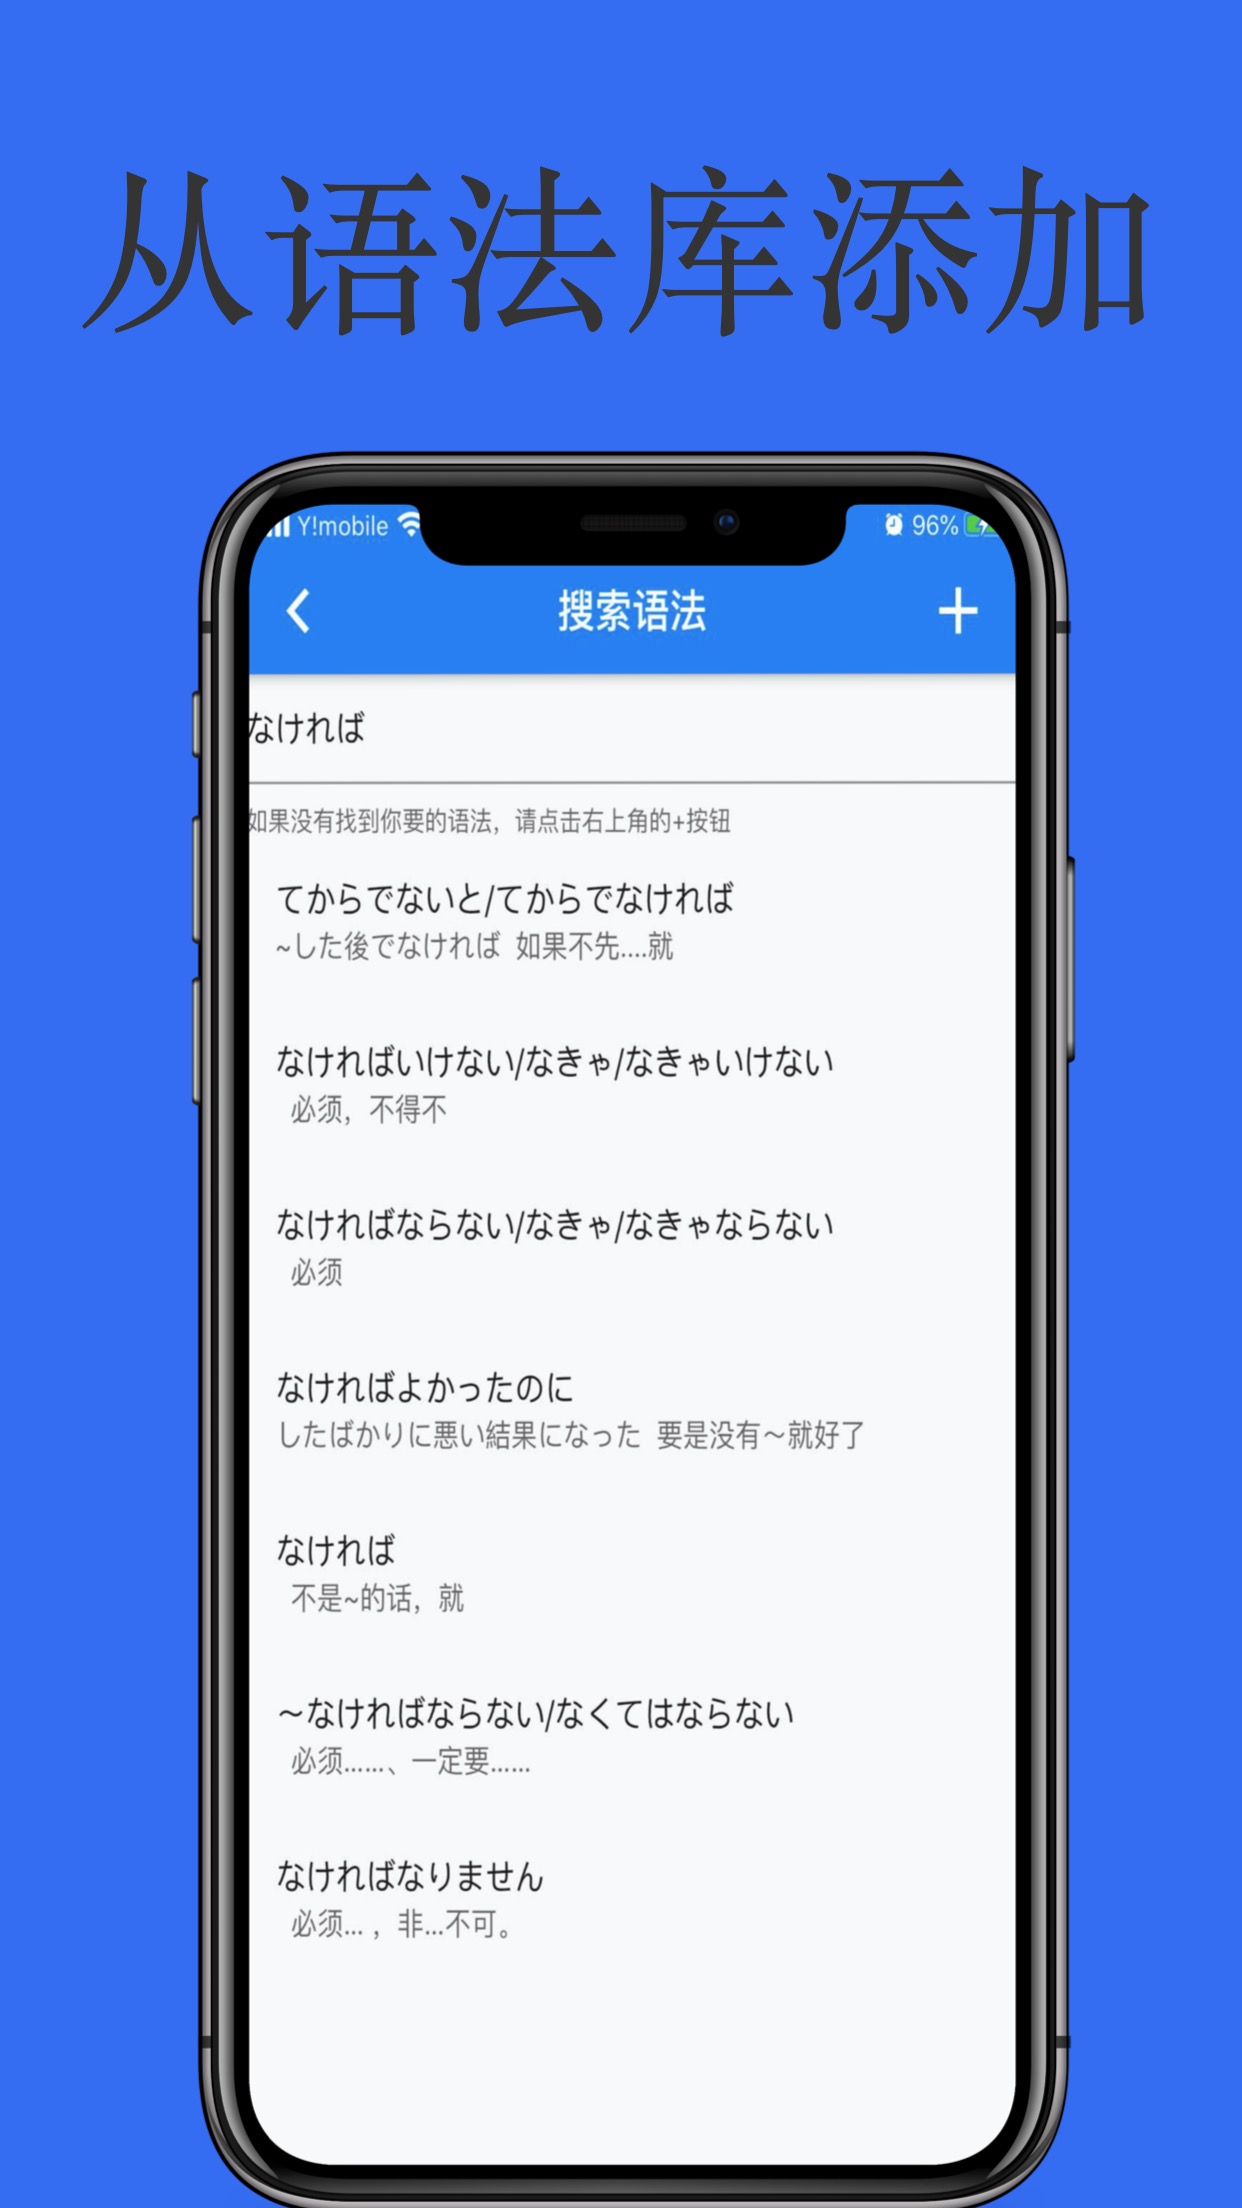 从语法库添加
Y!mobile 96%
搜索语法
なければ
如果没有找到你要的语法，请点击右上角的+按钮
てからでないと/てからでなければ
~した後でなければ 如果不先....就
なければいけない/なきゃ/なきゃいけない
必须，不得不
なければならない/なきゃ/なきゃならない
必须
なければよかったのに
したばかりに悪い結果になった 要是没有～就好了
なければ
不是~的话，就
～なければならない/なくてはならない
必须……、一定要……
なければなりません
必须...，非...不可。